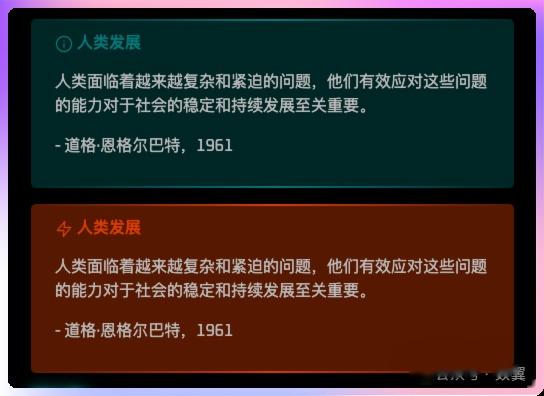 人类发展
人类面临着越来越复杂和紧迫的问题，他们有效应对这些问题
的能力对于社会的稳定和持续发展至关重要。
- 道格·恩格尔巴特，1961
人类发展
人类面临着越来越复杂和紧迫的问题，他们有效应对这些问题
的能力对于社会的稳定和持续发展至关重要。
- 道格·恩格尔巴特，1961